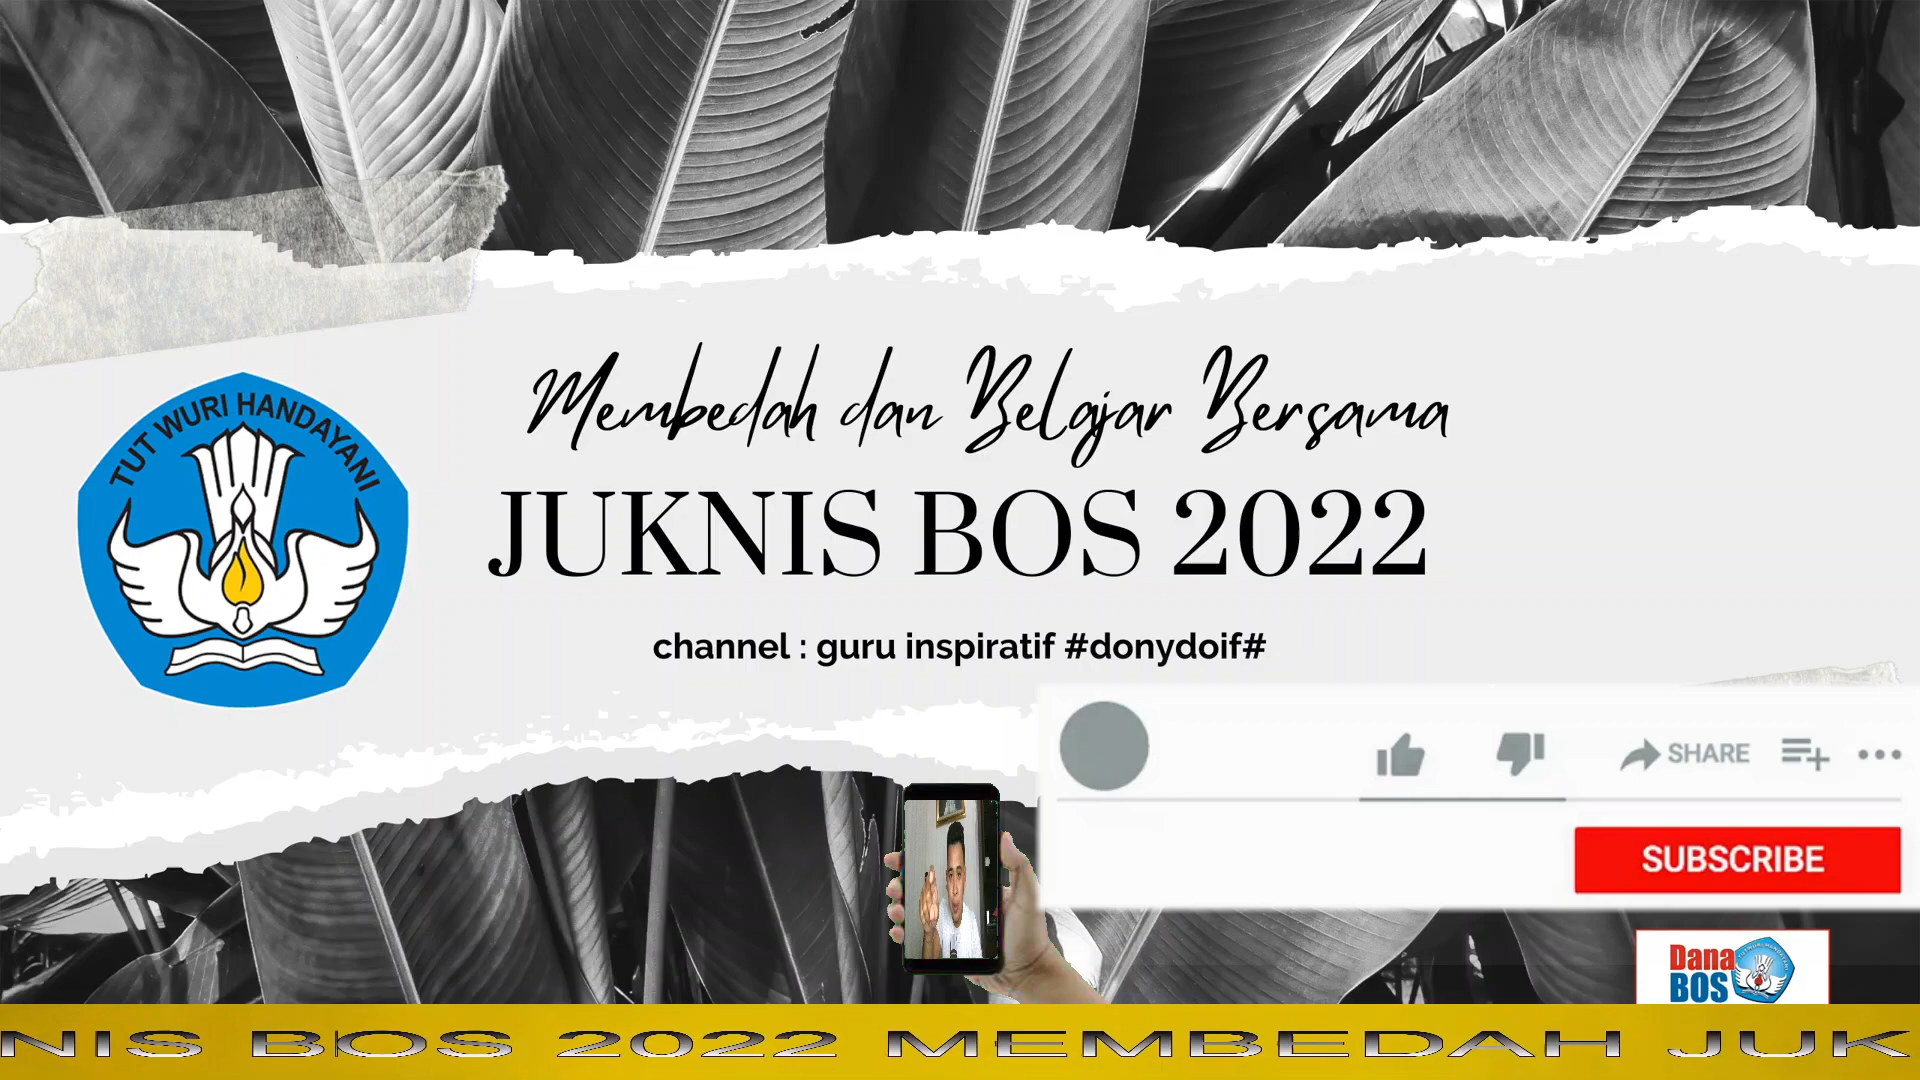 TUT WURI HANDAYANI
Membedah dan Belajar Bersama
JUKNIS BOS 2022
channel : guru inspiratif #donydoif#
SHARE
SUBSCRIBE
Dana
BOS
NIS BOS 2022 MEMBEDAH JUK